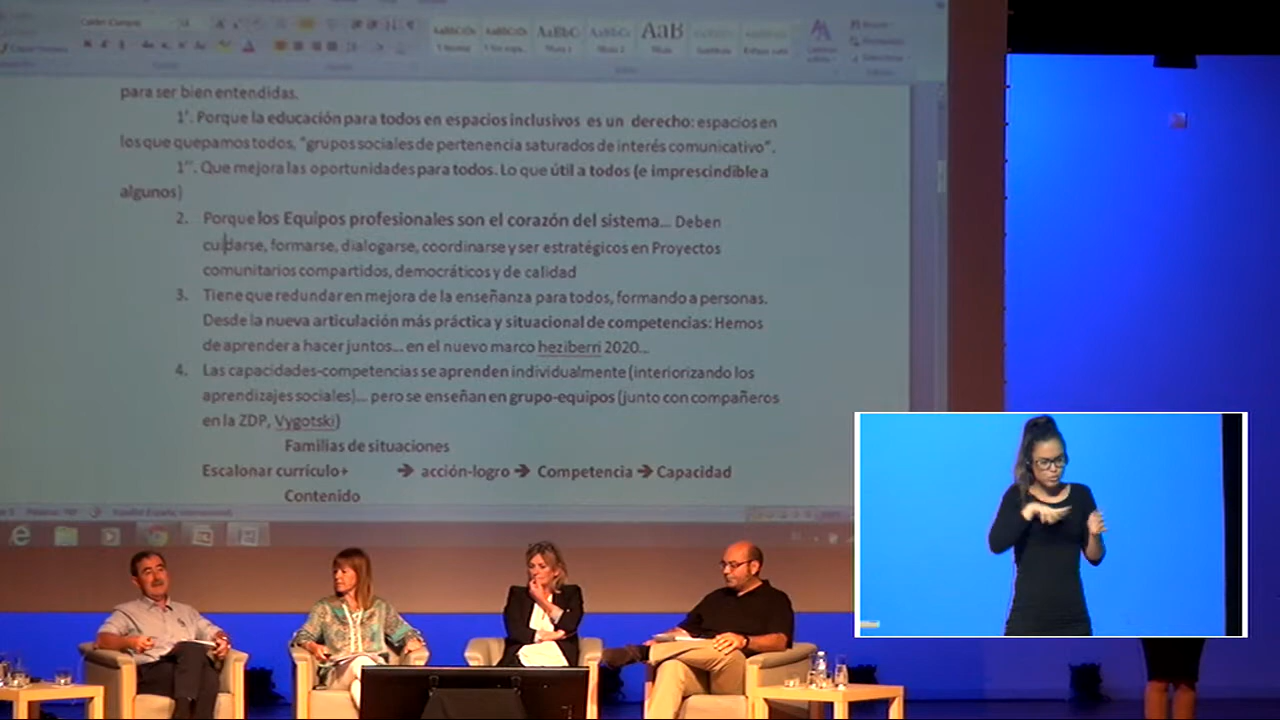 AaBbCcDc AaBbCcDc AaBbC AaBbCc AaB
para ser bien entendidas.
1'. Porque la educación para todos en espacios inclusivos es un derecho: espacios en
los que quepamos todos, "grupos sociales de pertenencia saturados de interés comunicativo".
1''. Que mejora las oportunidades para todos. Lo que útil a todos (e imprescindible a
algunos)
2. Porque los Equipos profesionales son el corazón del sistema... Deben
cuidarse, formarse, dialogarse, coordinarse y ser estratégicos en Proyectos
comunitarios compartidos, democráticos y de calidad
3. Tiene que redundar en mejora de la enseñanza para todos, formando a personas.
Desde la nueva articulación más práctica y situacional de competencias: Hemos
de aprender a hacer juntos... en el nuevo marco heziberri 2020...
4. Las capacidades-competencias se aprenden individualmente (interiorizando los
aprendizajes sociales)... pero se enseñan en grupo-equipos (junto con compañeros
en la ZDP, Vygotski)
Familias de situaciones
Escalonar currículo+ → acción-logro → Competencia → Capacidad
Contenido